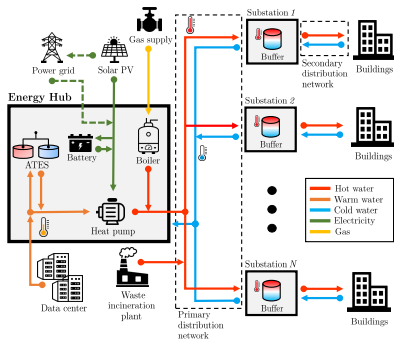 Substation 1
Gas supply
Buffer
Power grid
Solar PV
Secondary
distribution
network
Buildings
Energy Hub
Substation 2
Battery
Boiler
ATES
Buffer
Buildings
Hot water
Warm water
Cold water
Electricity
Gas
Heat pump
Substation N
Data center
Waste
incineration
plant
Primary
distribution
network
Buffer
Buildings